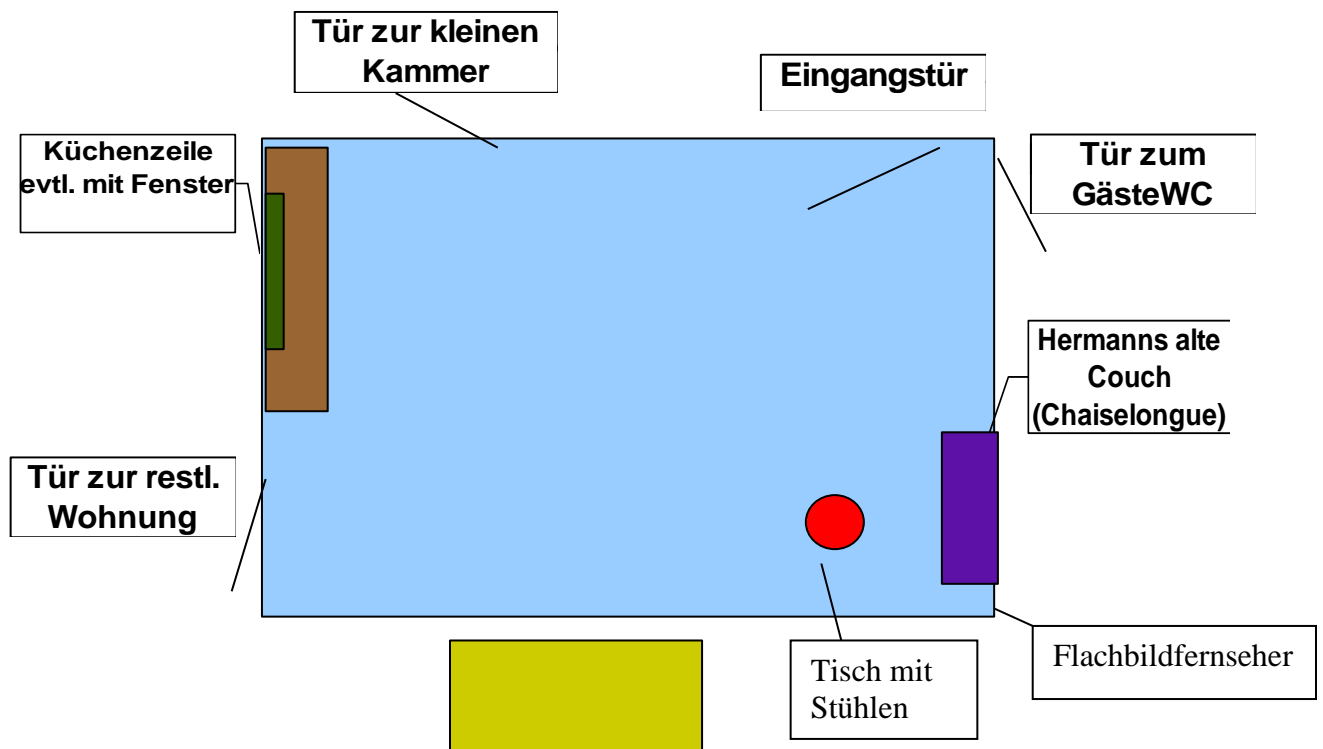 Tür zur kleinen
Kammer
Eingangstür
Küchenzeile
evtl. mit Fenster
Tür zum
GästeWC
Hermanns alte
Couch
(Chaiselongue)
Tür zur restl.
Wohnung
Tisch mit
Stühlen
Flachbildfernseher